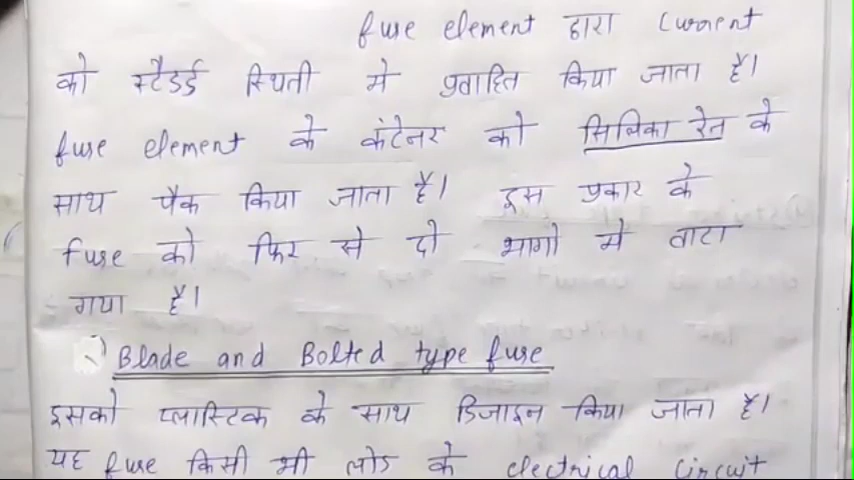 fuse element द्वारा Current
को स्टैडर्ड स्थिती मे प्रवाहित किया जाता है।
fuse element के कंटेनर को सिलिका रेत के
साथ पैक किया जाता है। इस प्रकार के
fuse को फिर से दो भागो मे बाटा
गया है।
Blade and Bolted type fuse
इसको प्लास्टिक के साथ डिजाइन किया जाता है।
यह fuse किसी भी लोड के electrical circuit